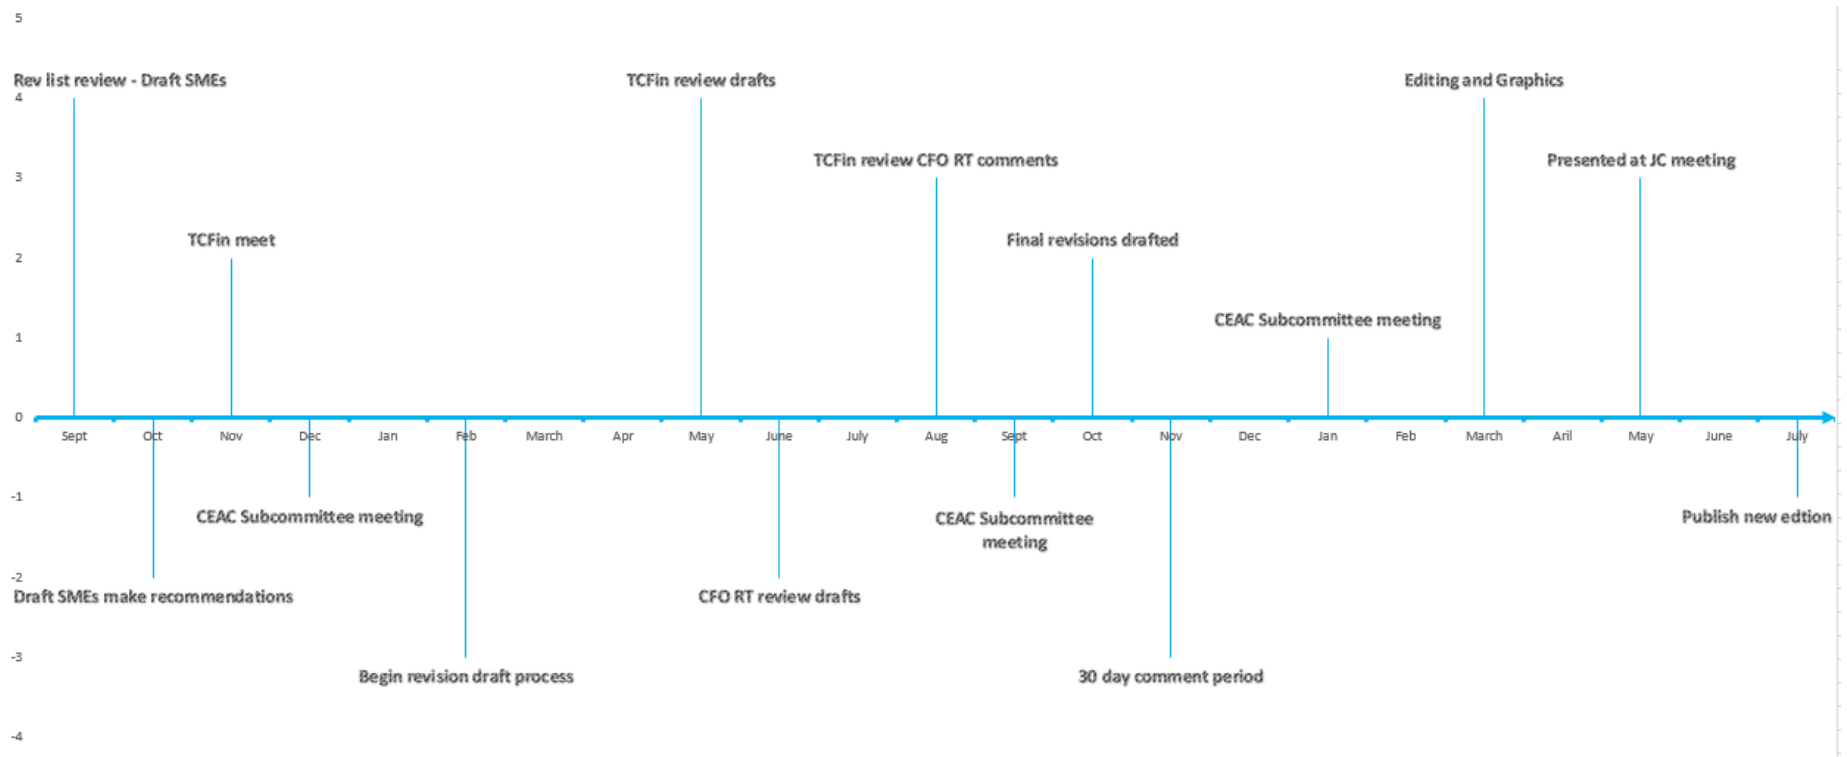 5
Rev list review - Draft SMEs
TCFin review drafts
Editing and Graphics
4
TCFin review CFO RT comments
Presented at JC meeting
3
TCFin meet
Final revisions drafted
2
CEAC Subcommittee meeting
1
0
Sept Oct Nov Dec Jan Feb March Apr May June July Aug Sept Oct Nov Dec Jan Feb March Aril May June July
-1
CEAC Subcommittee meeting
CEAC Subcommittee
meeting
Publish new edtion
-2
Draft SMEs make recommendations
CFO RT review drafts
-3
Begin revision draft process
30 day comment period
-4